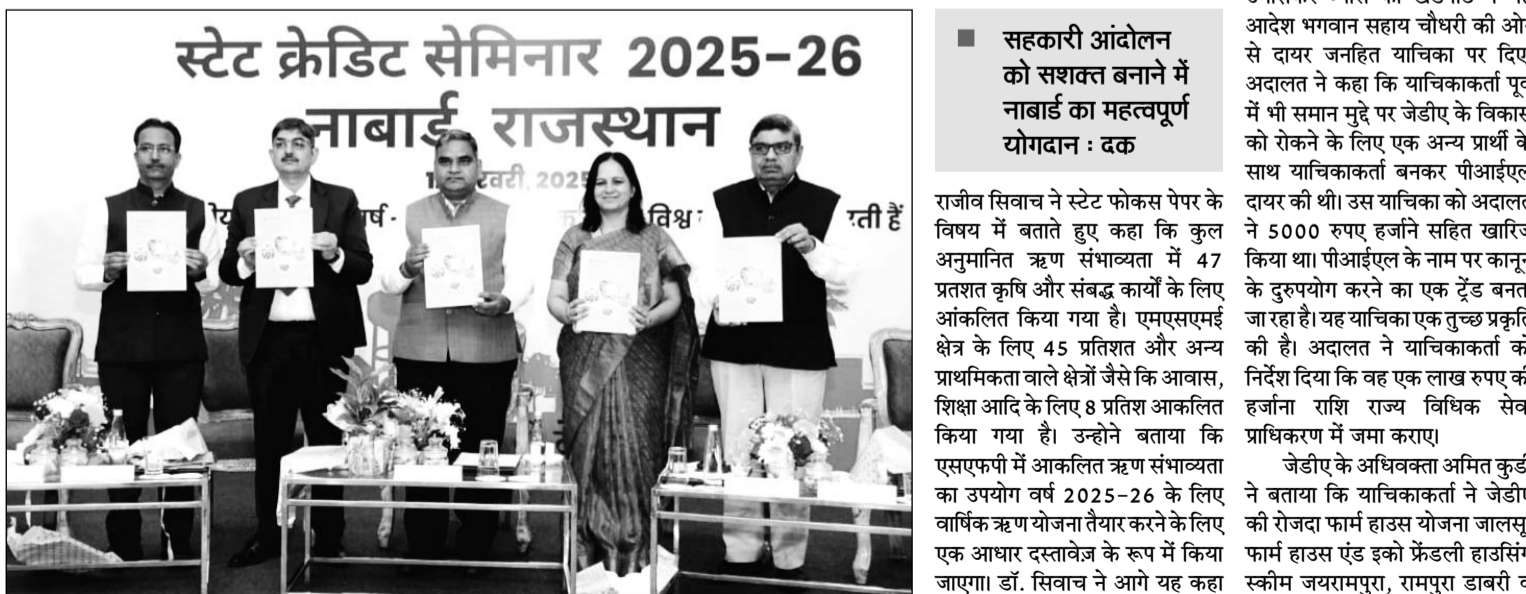 स्टेट क्रेडिट सेमिनार 2025-26
नाबार्ड, राजस्थान
2025
वर्ष -
विश्व
■ सहकारी आंदोलन
को सशक्त बनाने में
नाबार्ड का महत्वपूर्ण
योगदान : दक
राजीव सिवाच ने स्टेट फोकस पेपर के
विषय में बताते हुए कहा कि कुल
अनुमानित ऋण संभाव्यता में 47
प्रतशत कृषि और संबद्ध कार्यों के लिए
आंकलित किया गया है। एमएसएमई
क्षेत्र के लिए 45 प्रतिशत और अन्य
प्राथमिकता वाले क्षेत्रों जैसे कि आवास,
शिक्षा आदि के लिए 8 प्रतिश आकलित
किया गया है। उन्होने बताया कि
एसएफपी में आकलित ऋण संभाव्यता
का उपयोग वर्ष 2025-26 के लिए
वार्षिक ऋण योजना तैयार करने के लिए
एक आधार दस्तावेज़ के रूप में किया
जाएगा। डॉ. सिवाच ने आगे यह कहा
आदेश भगवान सहाय चौधरी की
से दायर जनहित याचिका पर
अदालत ने कहा कि याचिकाकर्ता
में भी समान मुद्दे पर जेडीए के विकास
को रोकने के लिए एक अन्य प्रार्थी
साथ याचिकाकर्ता बनकर पीआईएल
दायर की थी। उस याचिका को अदालत
ने 5000 रुपए हर्जाने सहित खारिज
किया था। पीआईएल के नाम पर कानून
के दुरुपयोग करने का एक ट्रेंड
जा रहा है। यह याचिका एक तुच्छ प्रकृति
की है। अदालत ने याचिकाकर्ता को
निर्देश दिया कि वह एक लाख रुपए की
हर्जाना राशि राज्य विधिक
प्राधिकरण में जमा कराए।
जेडीए के अधिवक्ता अमित
ने बताया कि याचिकाकर्ता ने
की रोजदा फार्म हाउस योजना
फार्म हाउस एंड इको फ्रेंडली हाउसिंग
स्कीम जयरामपुरा, रामपुरा डाबरी